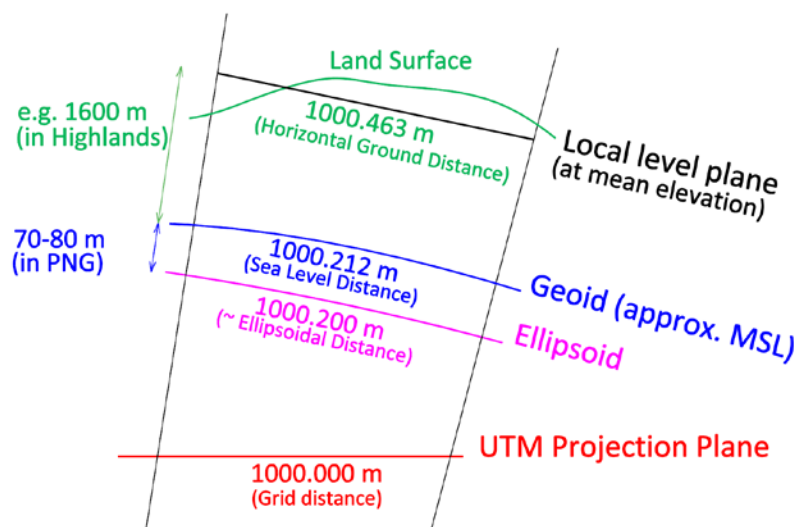 Land Surface
e.g. 1600 m
(in Highlands)
1000.463 m
(Horizontal Ground Distance)
Local level plane
(at mean elevation)
70-80 m
(in PNG)
1000.212 m
(Sea Level Distance)
Geoid (approx. MSL)
1000.200 m
(~ Ellipsoidal Distance)
Ellipsoid
UTM Projection Plane
1000.000 m
(Grid distance)